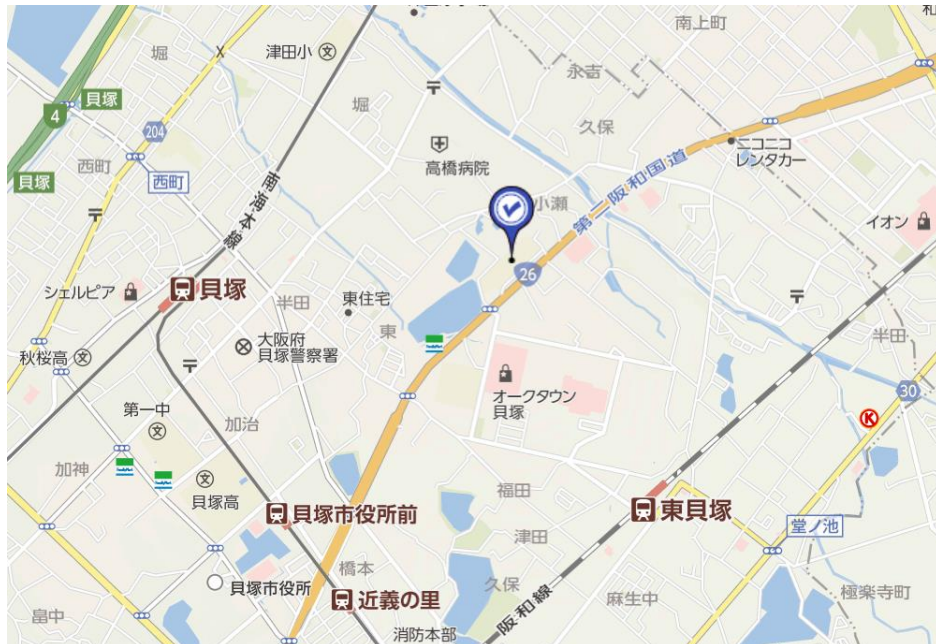 南上町
和
堀
津田小
永吉
貝塚
4
堀
204
久保
高橋病院
ニコニコ
レンタカー
西町
西町
貝塚
南海本線
小瀬
第二阪和国道
イオン
26
シェルピア
貝塚
半田
東住宅
東
大阪府
貝塚警察署
半田
秋桜高
オークタウン
貝塚
30
K
第一中
加治
加神
貝塚高
福田
貝塚市役所前
東貝塚
津田
堂ノ池
橋本
貝塚市役所
近義の里
久保
阪和線
麻生中
極楽寺町
畠中
消防本部